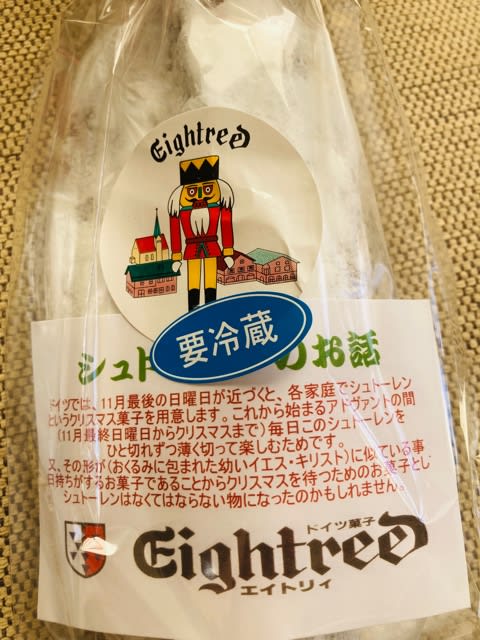 Eightree
要冷蔵
シュト のお話
ドイツでは、11月最後の日曜日が近づくと、各家庭でシュトーレン
というクリスマス菓子を用意します。これから始まるアドヴァントの間
(11月最終日曜日からクリスマスまで)毎日このシュトーレンを
ひと切れずつ薄く切って楽しむためです。
又、その形が(おくるみに包まれた幼いイエス・キリスト)に似ている事
日持ちがするお菓子であることからクリスマスを待つためのお菓子とし
シュトーレンはなくてはならない物になったのかもしれません。
ドイツ菓子
Eightree
エイトリィ